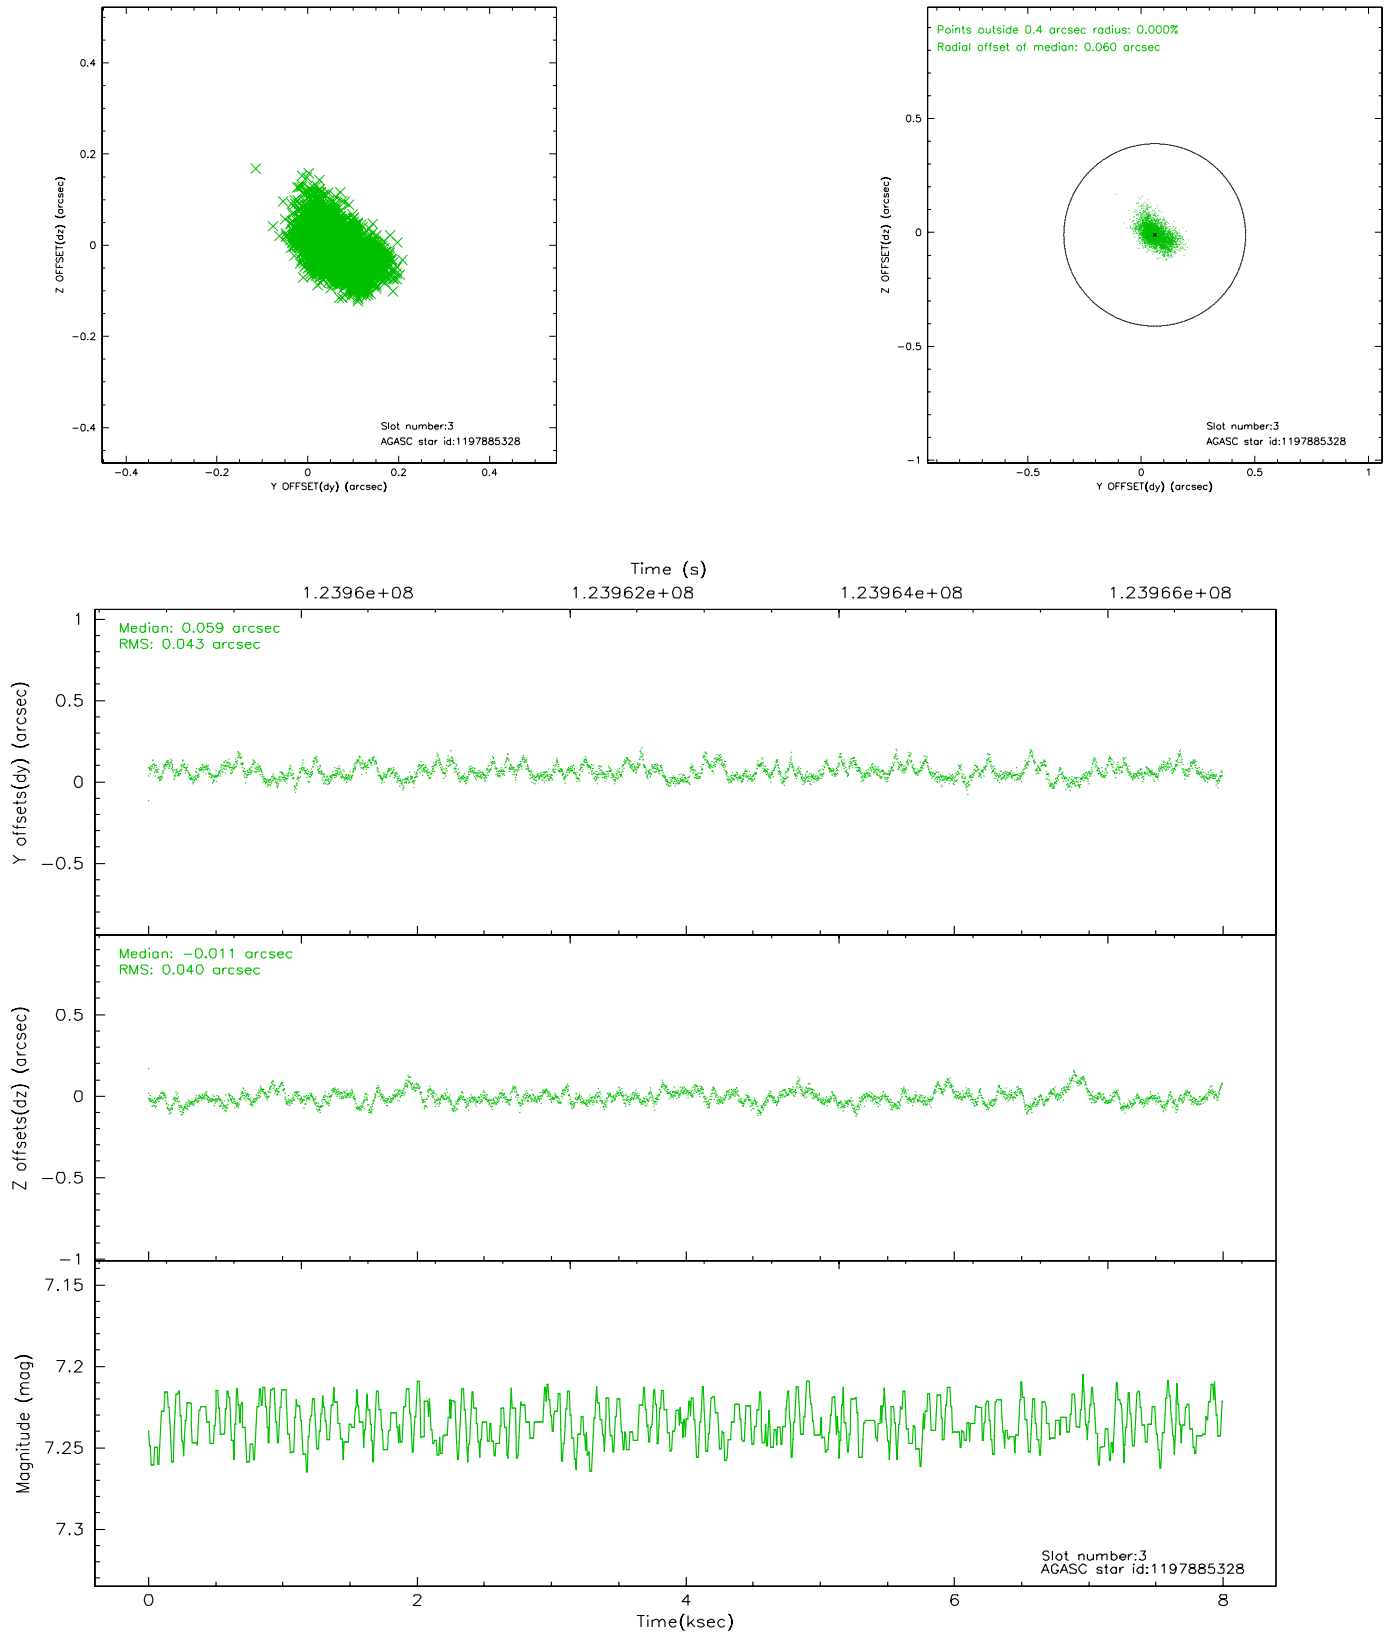 0.4
0.2
0
−0.2
−0.4
Z OFFSET(dz) (arcsec)
Slot number:3
AGASC star id:1197885328
−0.4 −0.2 0 0.2 0.4
Y OFFSET(dy) (arcsec)
Points outside 0.4 arcsec radius: 0.000%
Radial offset of median: 0.060 arcsec
0.5
0
−0.5
−1
Z OFFSET(dz) (arcsec)
Slot number:3
AGASC star id:1197885328
−0.5 0 0.5 1
Y OFFSET(dy) (arcsec)
Time (s)
1.2396e+08 1.23962e+08 1.23964e+08 1.23966e+08
Median: 0.059 arcsec
RMS: 0.043 arcsec
1
0.5
0
−0.5
Y offsets(dy) (arcsec)
Median: −0.011 arcsec
RMS: 0.040 arcsec
0.5
0
−0.5
−1
Z offsets(dz) (arcsec)
7.15
7.2
7.25
7.3
Magnitude (mag)
Slot number:3
AGASC star id:1197885328
0 2 4 6 8
Time(ksec)